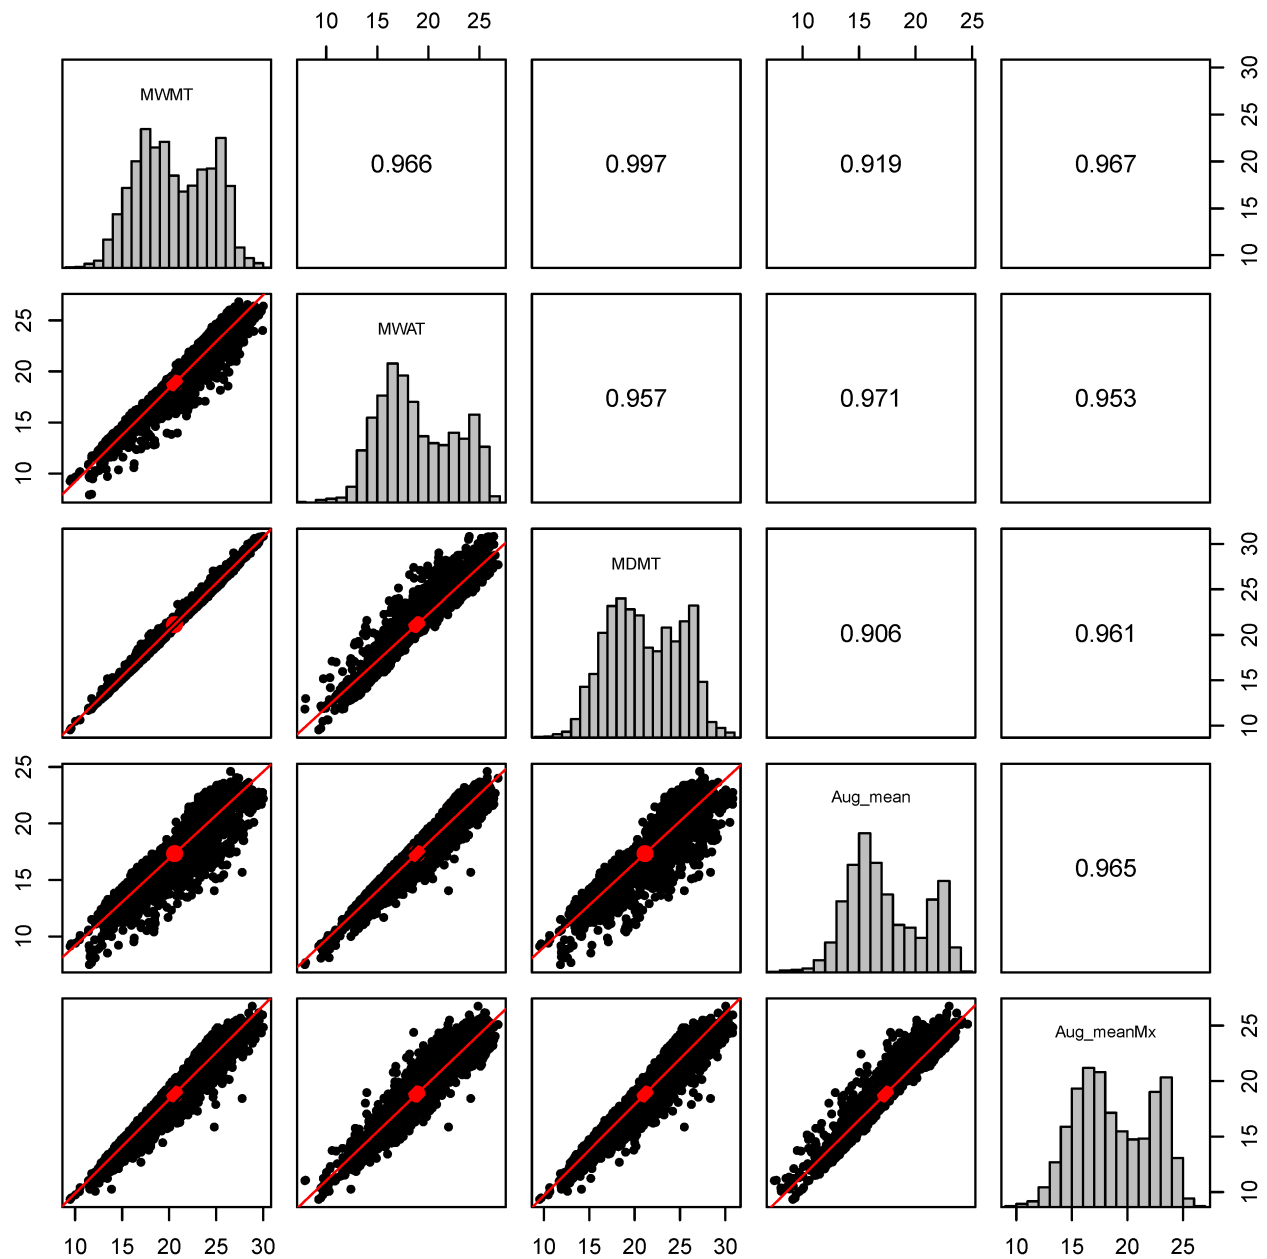 10 15 20 25 10 15 20 25
MWMT 0.966 0.997 0.919 0.967 10 15 20 25 30
10 15 20 25 MWAT 0.957 0.971 0.953
MDMT 0.906 0.961 10 15 20 25 30
10 15 20 25 Aug_mean 0.965
Aug_meanMx 10 15 20 25
10 15 20 25 30 10 15 20 25 30 10 15 20 25